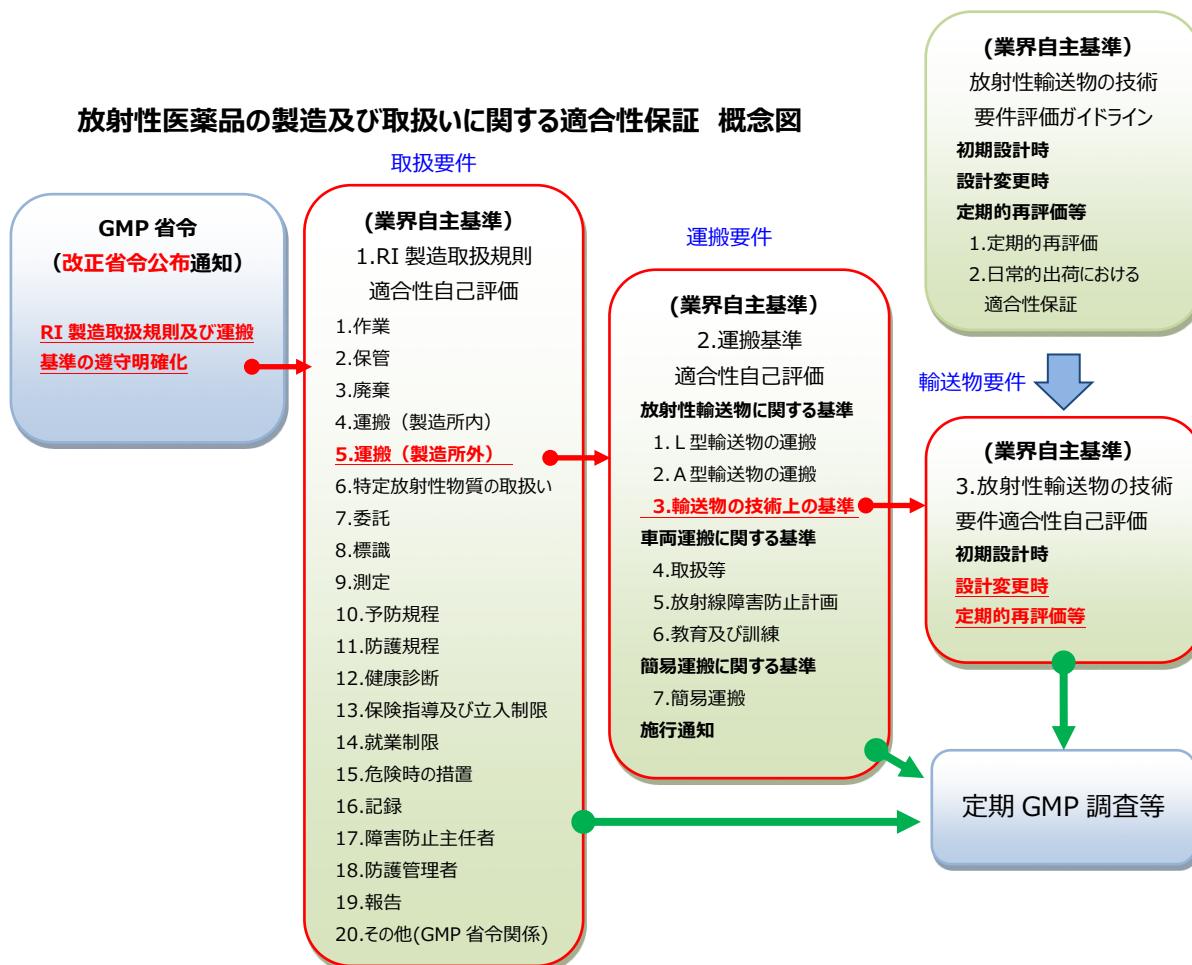 放射性医薬品の製造及び取扱いに関する適合性保証 概念図
GMP 省令
（改正省令公布通知）
RI 製造取扱規則及び運搬
基準の遵守明確化
取扱要件
(業界自主基準）
1.RI 製造取扱規則
適合性自己評価
1.作業
2.保管
3.廃棄
4.運搬（製造所内）
5.運搬（製造所外）
6.特定放射性物質の取扱い
7.委託
8.標識
9.測定
10.予防規程
11.防護規程
12.健康診断
13.保険指導及び立入制限
14.就業制限
15.危険時の措置
16.記録
17.障害防止主任者
18.防護管理者
19.報告
20.その他(GMP 省令関係)
運搬要件
(業界自主基準）
2.運搬基準
適合性自己評価
放射性輸送物に関する基準
1.Ｌ型輸送物の運搬
2.Ａ型輸送物の運搬
3.輸送物の技術上の基準
車両運搬に関する基準
4.取扱等
5.放射線障害防止計画
6.教育及び訓練
簡易運搬に関する基準
7.簡易運搬
施行通知
(業界自主基準）
放射性輸送物の技術
要件評価ガイドライン
初期設計時
設計変更時
定期的再評価等
1.定期的再評価
2.日常的出荷における
適合性保証
輸送物要件
(業界自主基準）
3.放射性輸送物の技術
要件適合性自己評価
初期設計時
設計変更時
定期的再評価等
定期 GMP 調査等